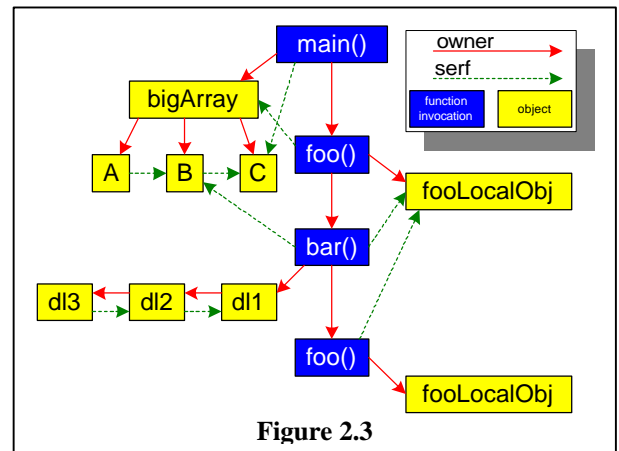 main()
owner
serf
function
invocation
object
bigArray
foo()
A
B
C
fooLocalObj
bar()
dl3
dl2
dl1
foo()
fooLocalObj
Figure 2.3